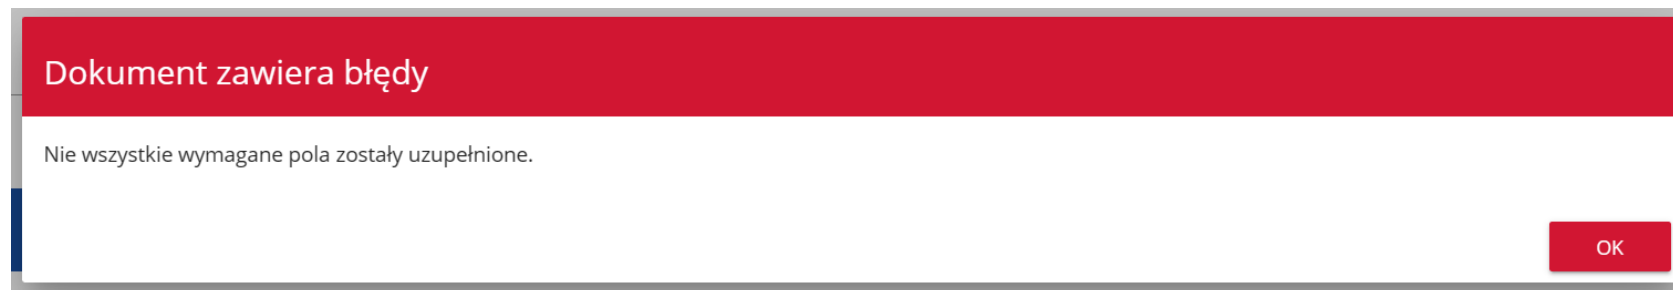 Dokument zawiera błędy
Nie wszystkie wymagane pola zostały uzupełnione.
OK